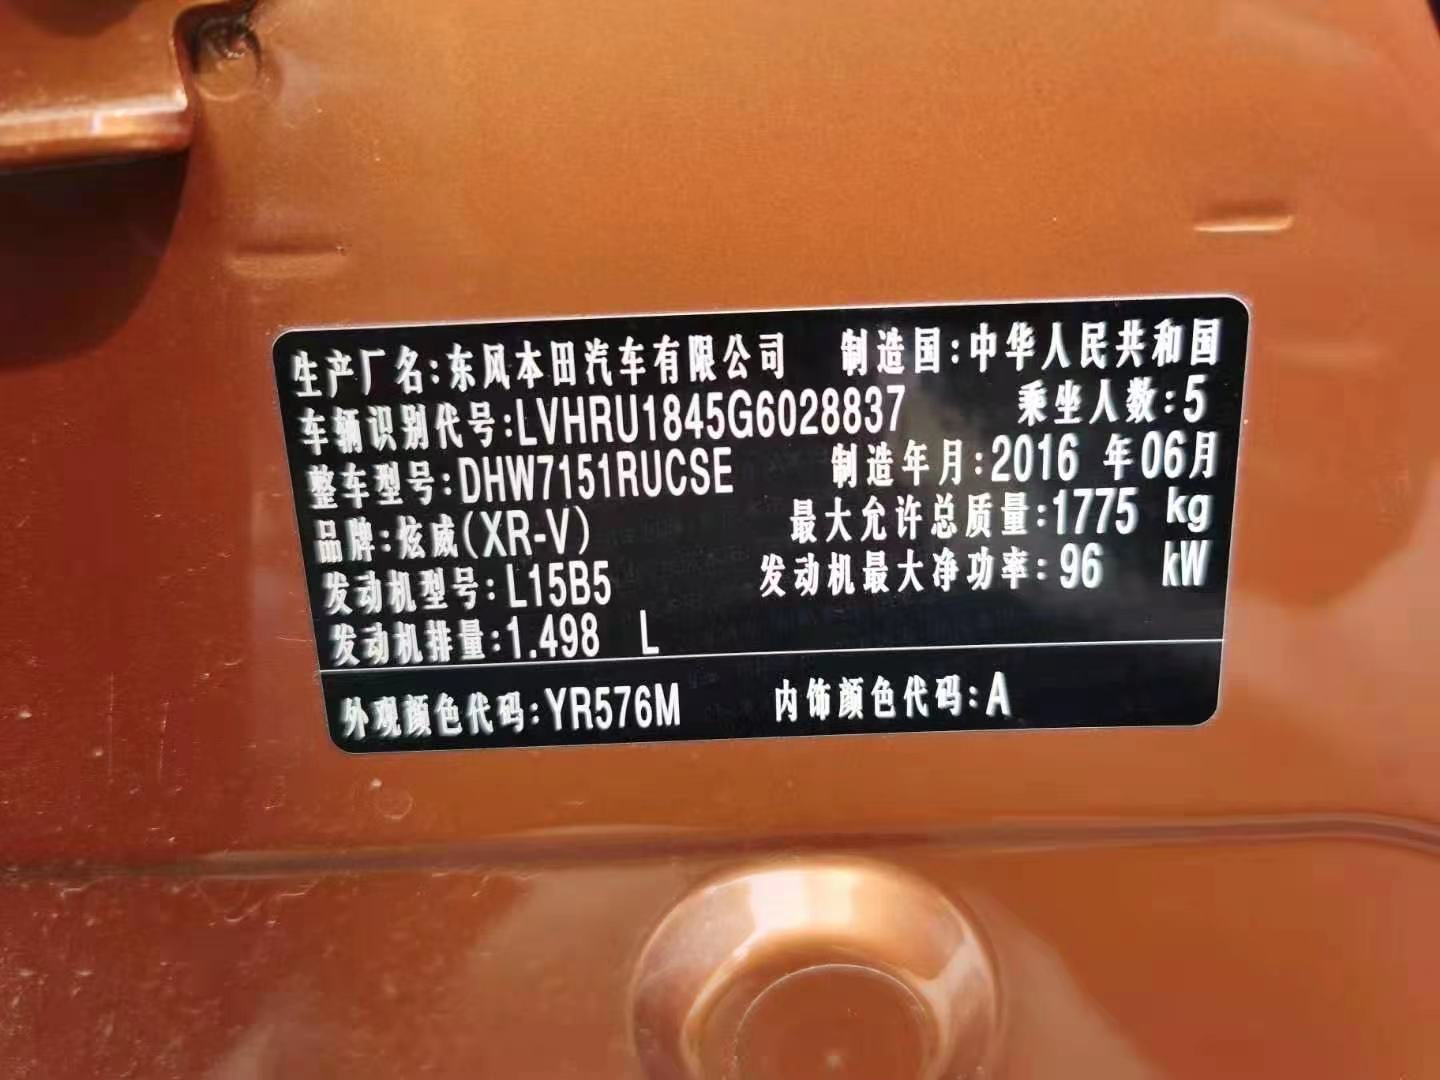 生产厂名:东风本田汽车有限公司 制造国:中华人民共和国
车辆识别代号:LVHRU1845G6028837 乘坐人数:5
整车型号:DHW7151RUCSE 制造年月:2016 年06月
品牌:炫威(XR-V) 最大允许总质量:1775 kg
发动机型号:L15B5 发动机最大净功率:96 kW
发动机排量:1.498 L
外观颜色代码:YR576M 内饰颜色代码:A